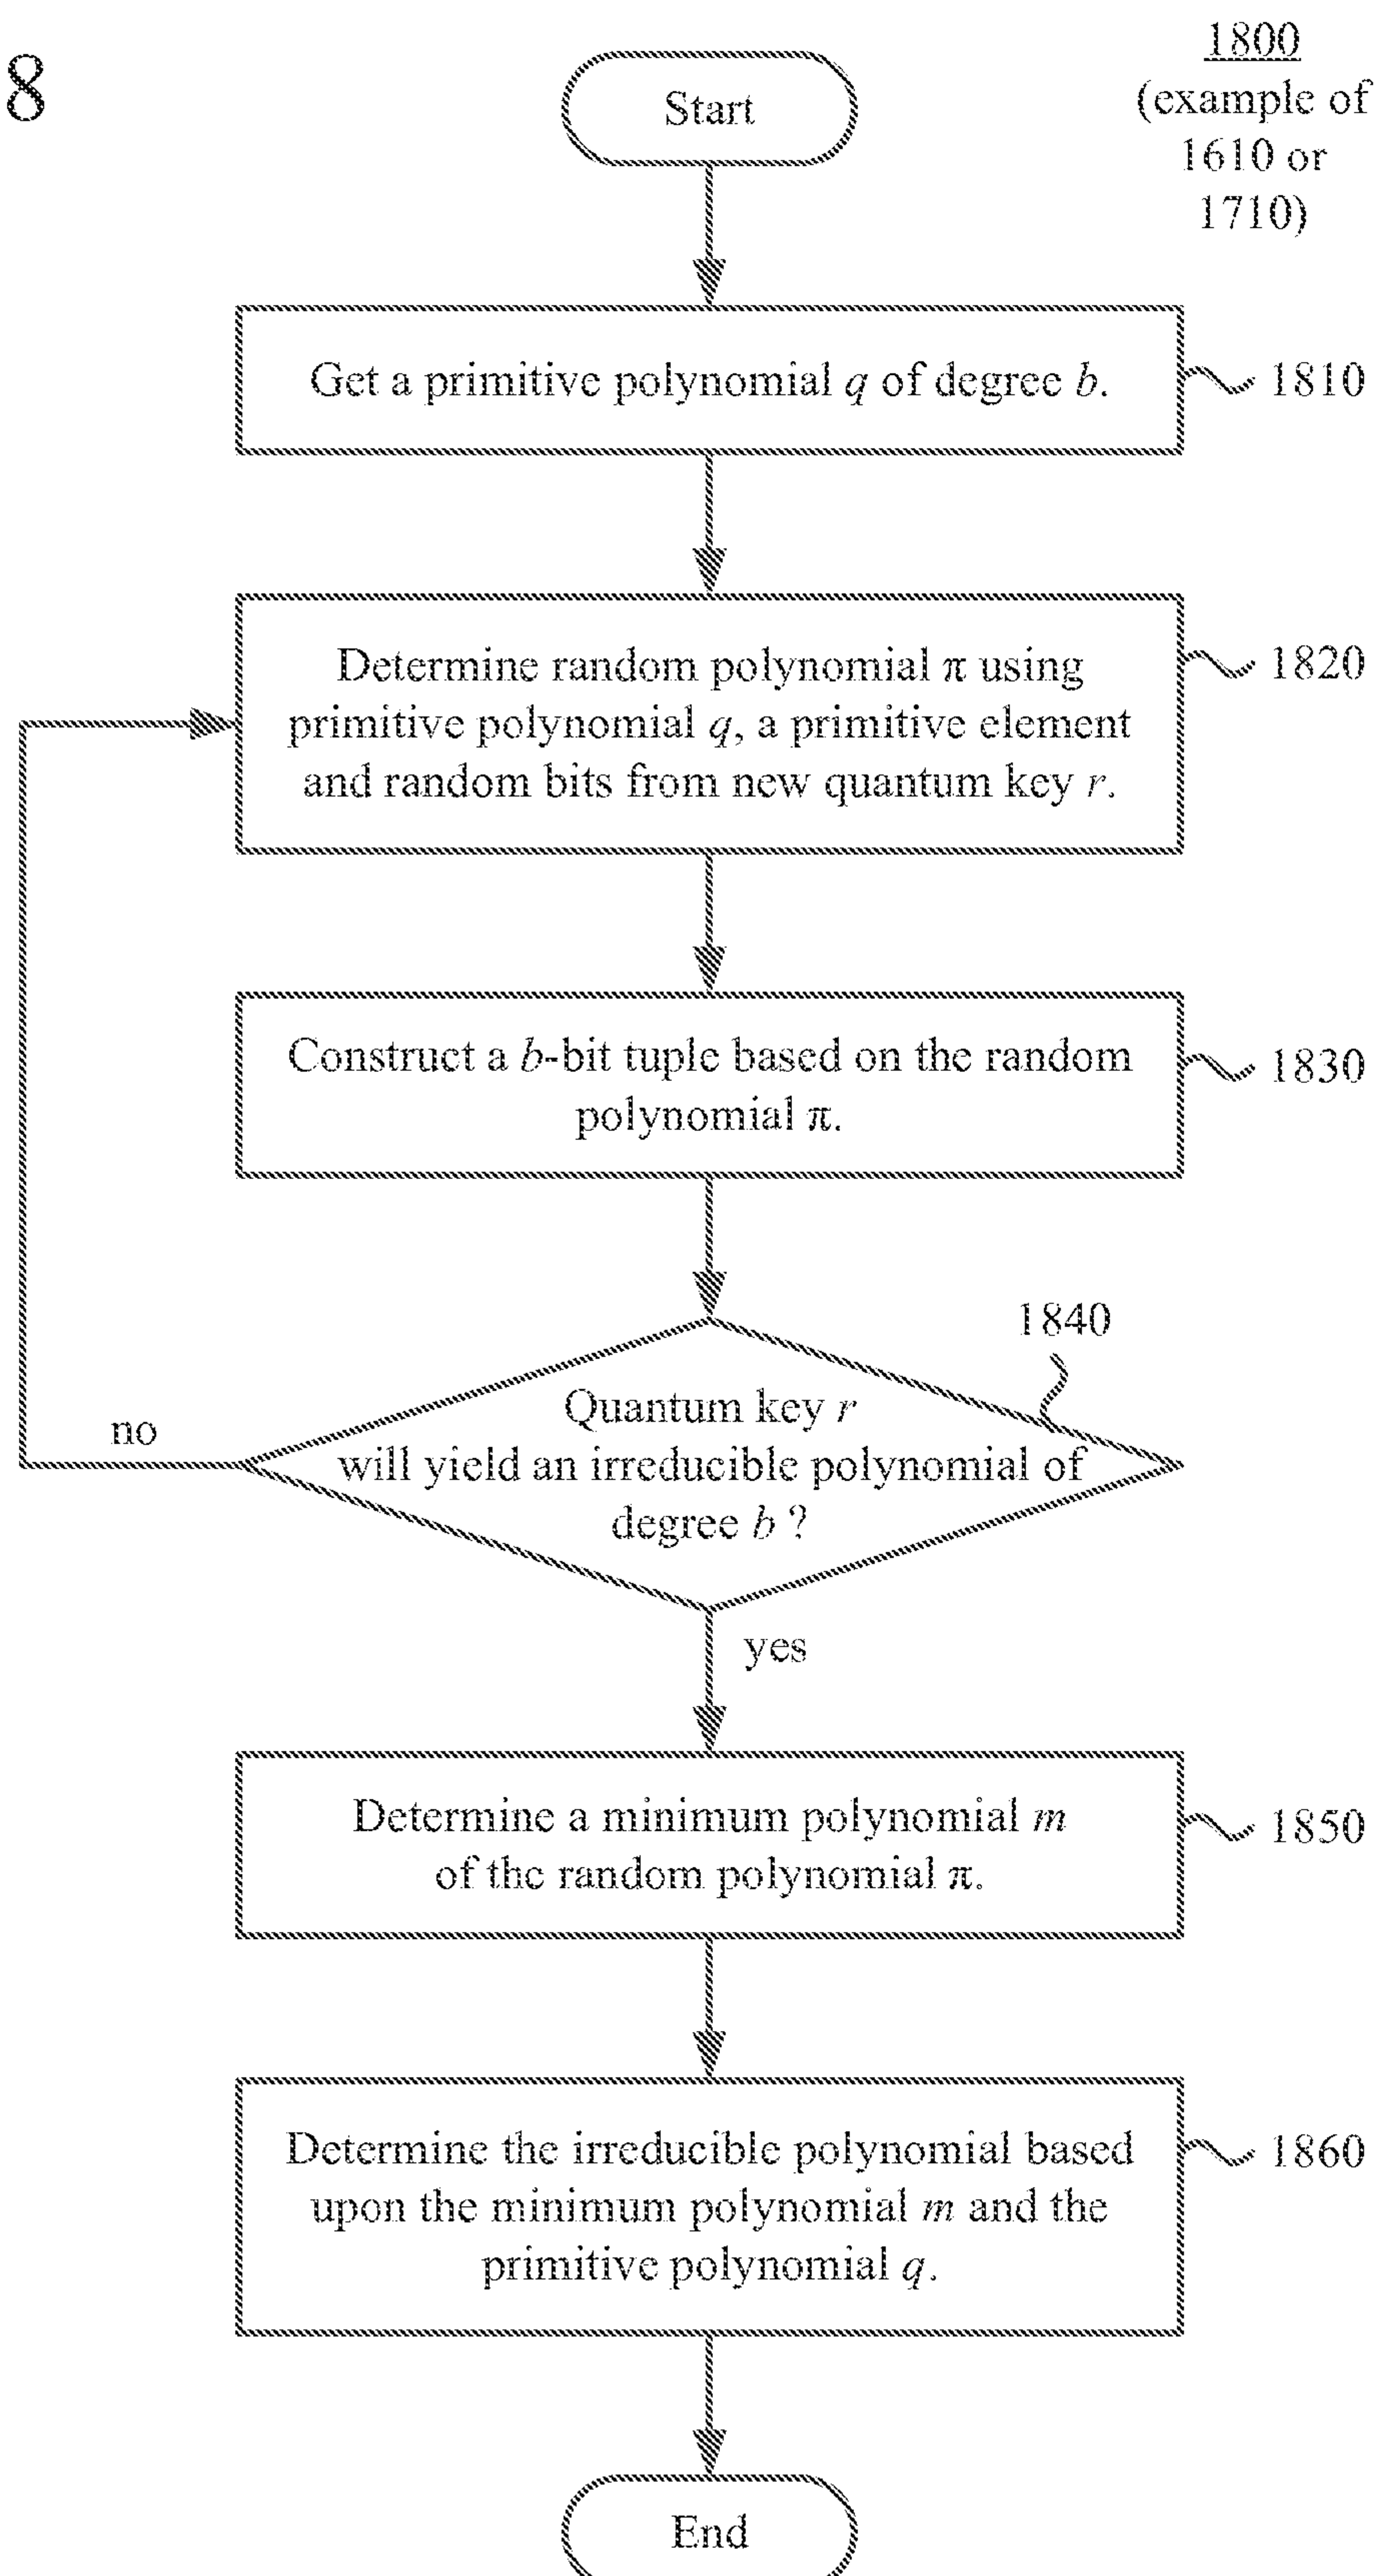 8
1800
(example of
1610 or
1710)
Start
Get a primitive polynomial q of degree b.
1810
Determine random polynomial π using
primitive polynomial q, a primitive element
and random bits from new quantum key r.
1820
Construct a b-bit tuple based on the random
polynomial π.
1830
1840
Quantum key r
will yield an irreducible polynomial of
degree b ?
no
yes
Determine a minimum polynomial m
of the random polynomial π.
1850
Determine the irreducible polynomial based
upon the minimum polynomial m and the
primitive polynomial q.
1860
End